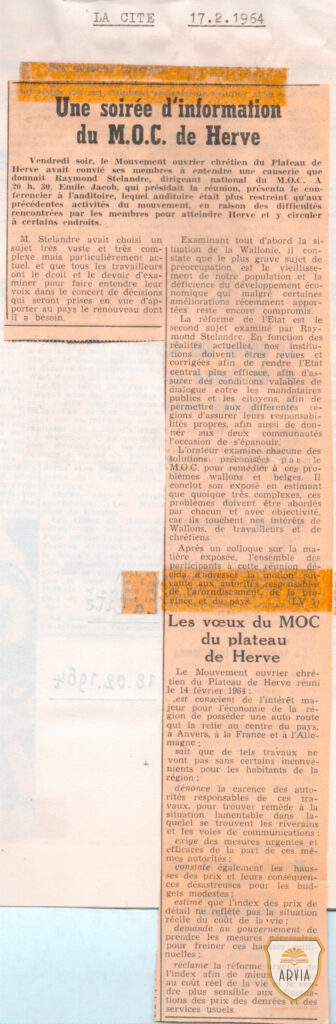 LA CITE 17.2.1964
Une soirée d'information
du M.O.C. de Herve
Vendredi soir, le Mouvement ouvrier chrétien du Plateau de
Herve avait convié ses membres à entendre une causerie que
donnait Raymond Stelandre, dirigeant national du M.O.C. A
20 h. 30, Emile Jacob, qui présidait la réunion, présenta le con-
férencier à l'auditoire, lequel auditoire était plus restreint qu'aux
précédentes activités du mouvement, en raison des difficultés
rencontrées par les membres pour atteindre Herve et y circuler
à certains endroits.
M. Stelandre avait choisi un
sujet très vaste et très com-
plexe, mais particulièrement ac-
tuel, et que tous les travailleurs
ont le droit et le devoir d'exa-
miner pour faire entendre leur
voix dans le concert de décisions
qui seront prises en vue d'ap-
porter au pays le renouveau dont
il a besoin.
Examinant tout d'abord la si-
tuation de la Wallonie, il con-
state que le plus grave sujet de
préoccupation est le vieillisse-
ment de notre population et la
déficience du développement éco-
nomique qui malgré certaines
améliorations récemment appor-
tées reste encore compromis.
La réforme de l'Etat est le
second sujet examiné par Raymond
Stelandre. En fonction des
réalités actuelles, nos institu-
tions doivent êtres revues et
corrigées afin de rendre l'Etat
central plus efficace, afin d'as-
surer des conditions valables de
dialogue entre les mandataires
publics et les citoyens, afin de
permettre aux différentes ré-
gions d'assurer leurs responsabi-
lités propres, afin aussi de don-
ner aux deux communautés
l'occasion de s'épanouir.
L'orateur examine chacune des
solutions préconisées par le
M.O.C. pour remédier à ces pro-
blèmes wallons et belges. Il
conclut son exposé en estimant
que quoique très complexes, ces
problèmes doivent être abordés
par chacun et avec objectivité,
car ils touchent nos intérêts de
Wallons, de travailleurs et de
chrétiens.
Après un colloque sur la ma-
tière exposée, l'ensemble des
participants à cette réunion dé-
cida d'adresser la motion sui-
vante aux autorités responsables
de l'arrondissement, de la pro-
vince et du pays.
Les vœux du MOC
du plateau
de Herve
Le Mouvement ouvrier chré-
tien du Plateau de Herve réuni
le 14 février 1964 :
est conscient de l'intérêt ma-
jeur pour l'économie de la ré-
gion de posséder une auto route
qui la relie au centre du pays,
à Anvers, à la France et à l'Alle-
magne ;
sait que de tels travaux ne
vont pas sans certains inconvé-
nients pour les habitants de la
région ;
dénonce la carence des auto-
rités responsables de ces tra-
vaux, pour trouver remède à la
situation lamentable dans la-
quelle se trouvent les riverains
et les voies de communications ;
exige des mesures urgentes et
efficaces de la part de ces mê-
mes autorités ;
constate également les haus-
ses des prix et leurs conséquen-
ces désastreuses pour les bud-
gets modestes ;
estime que l'index des prix de
détail ne reflète pas la situation
réelle du coût de la vie ;
demande au gouvernement de
prendre les mesures nécessaires
pour freiner ces hausses
nuelles ;
réclame la réforme
l'index afin de mieux
au coût réel de la vie et
dre plus sensible aux
tions des prix des denrées et des
services usuels.
18.02.1964
ARVIA